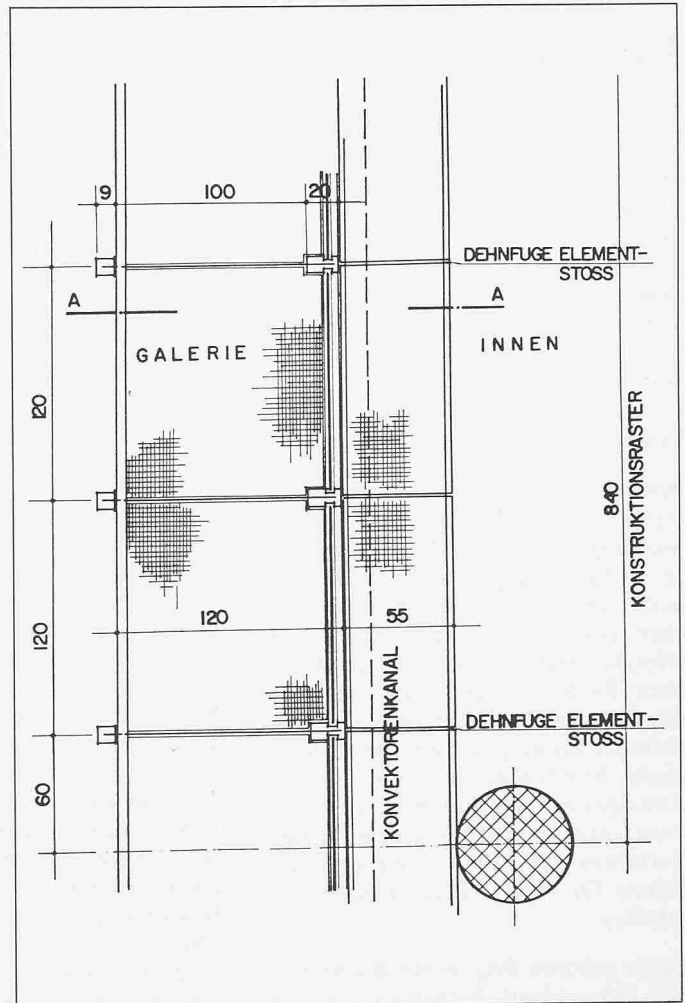 9
100
20
DEHNFUGE ELEMENT-
STOSS
A
A
GALERIE
INNEN
120
840
KONSTRUKTIONSRASTER
120
120
55
KONVEKTORENKANAL
DEHNFUGE ELEMENT-
STOSS
60